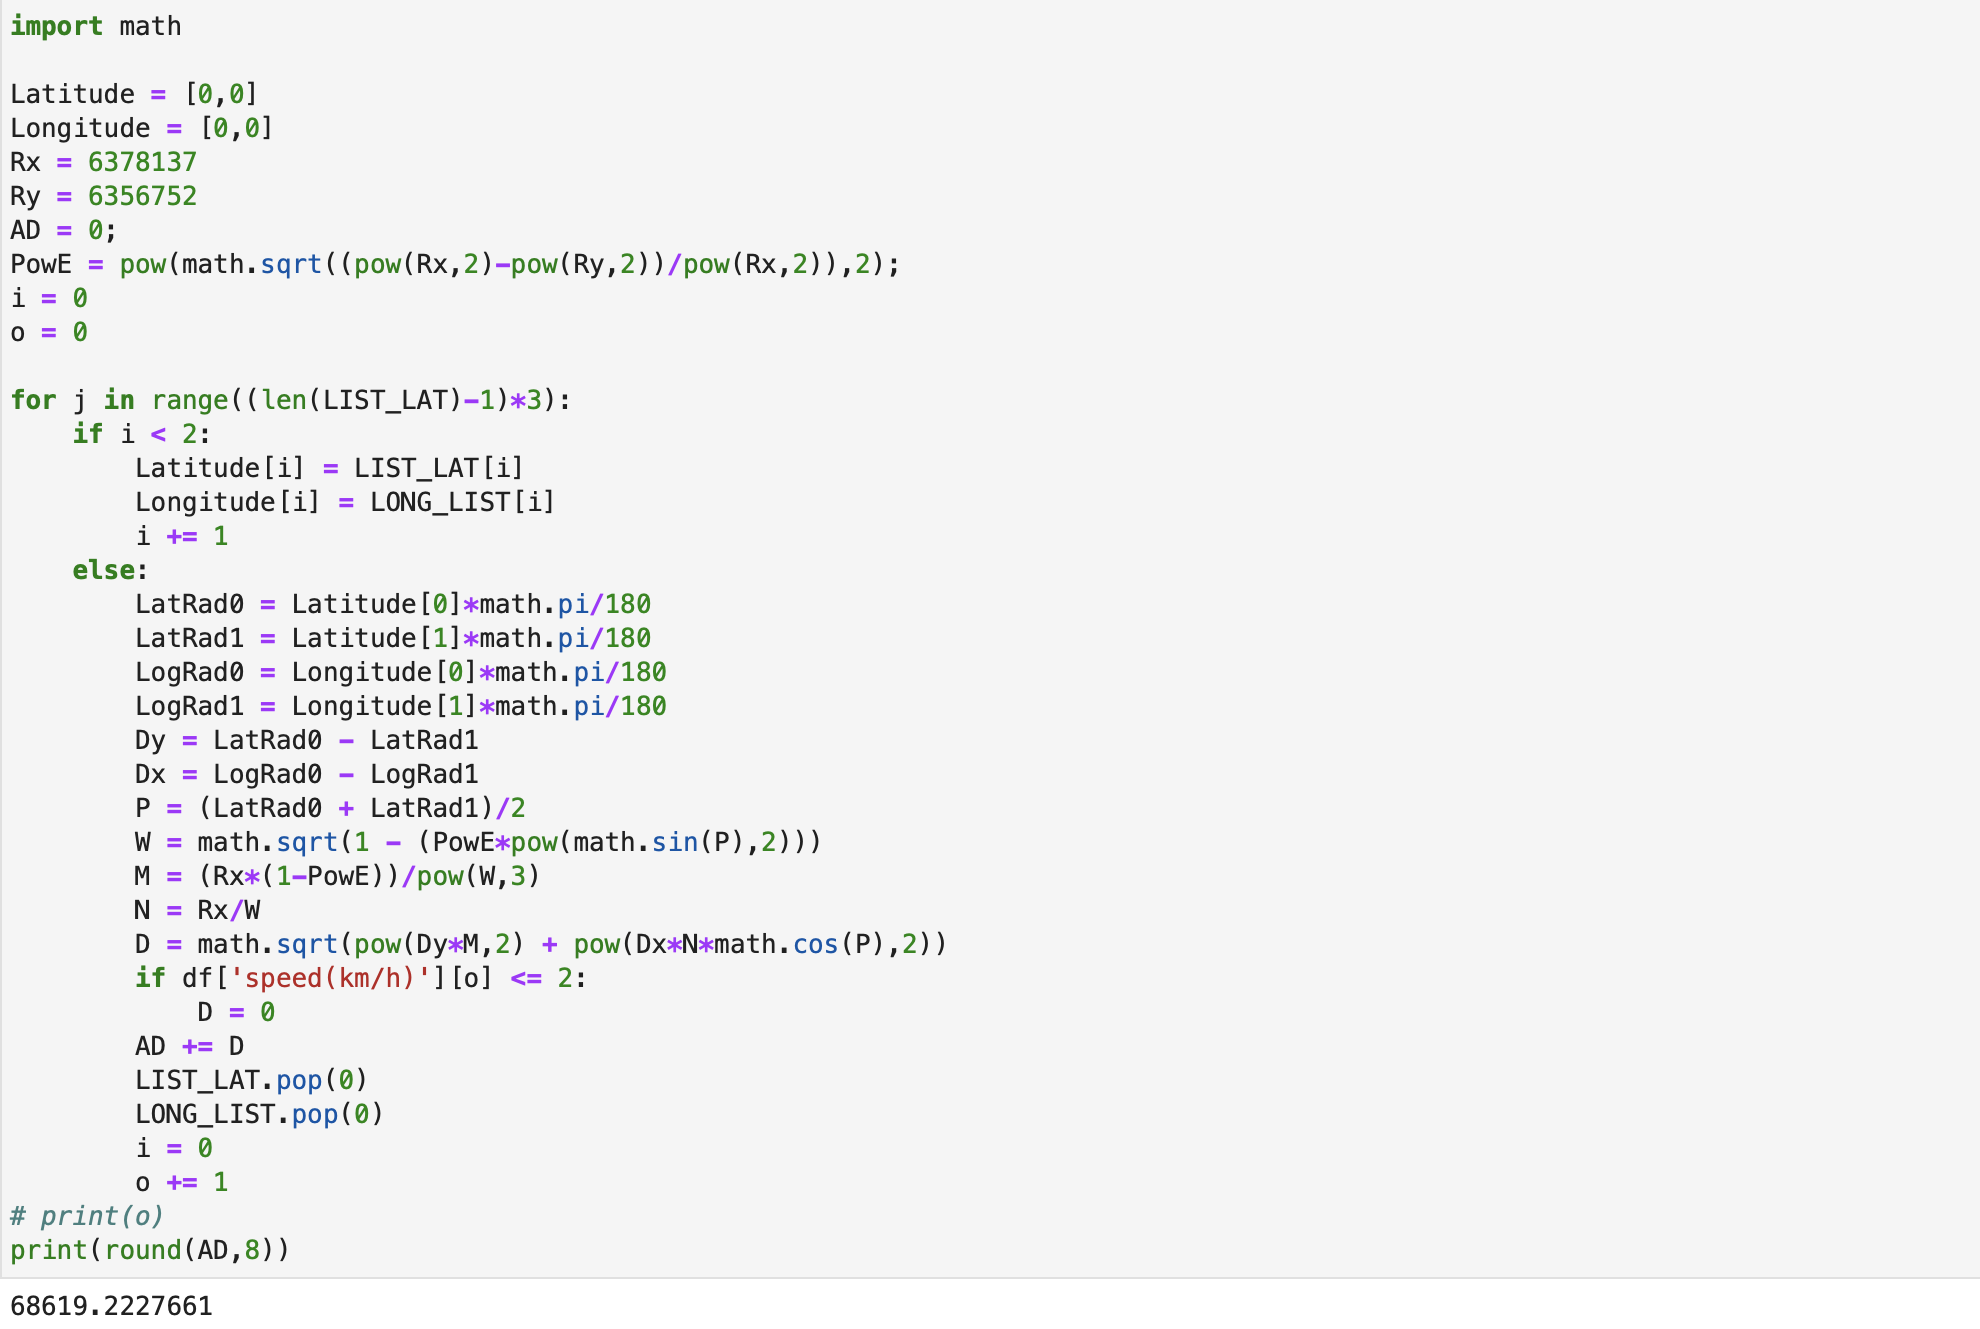 import math

Latitude = [0,0]
Longitude = [0,0]
Rx = 6378137
Ry = 6356752
AD = 0;
PowE = pow(math.sqrt((pow(Rx,2)-pow(Ry,2))/pow(Rx,2)),2);
i = 0
o = 0

for j in range((len(LIST_LAT)-1)*3):
    if i < 2:
        Latitude[i] = LIST_LAT[i]
        Longitude[i] = LONG_LIST[i]
        i += 1
    else:
        LatRad0 = Latitude[0]*math.pi/180
        LatRad1 = Latitude[1]*math.pi/180
        LogRad0 = Longitude[0]*math.pi/180
        LogRad1 = Longitude[1]*math.pi/180
        Dy = LatRad0 - LatRad1
        Dx = LogRad0 - LogRad1
        P = (LatRad0 + LatRad1)/2
        W = math.sqrt(1 - (PowE*pow(math.sin(P),2)))
        M = (Rx*(1-PowE))/pow(W,3)
        N = Rx/W
        D = math.sqrt(pow(Dy*M,2) + pow(Dx*N*math.cos(P),2))
        if df['speed(km/h)'][o] <= 2:
            D = 0
        AD += D
        LIST_LAT.pop(0)
        LONG_LIST.pop(0)
        i = 0
        o += 1
# print(o)
print(round(AD,8))
68619.2227661